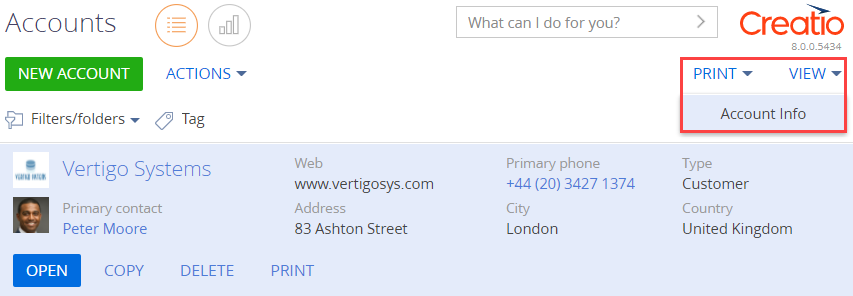 Accounts
What can I do for you?
Creatio
8.0.0.5434
NEW ACCOUNT ACTIONS PRINT VIEW
Account Info
Filters/folders Tag
Vertigo Systems
Web Primary phone Type
www.vertigosys.com +44 (20) 3427 1374 Customer
Primary contact Address City Country
Peter Moore 83 Ashton Street London United Kingdom
OPEN COPY DELETE PRINT